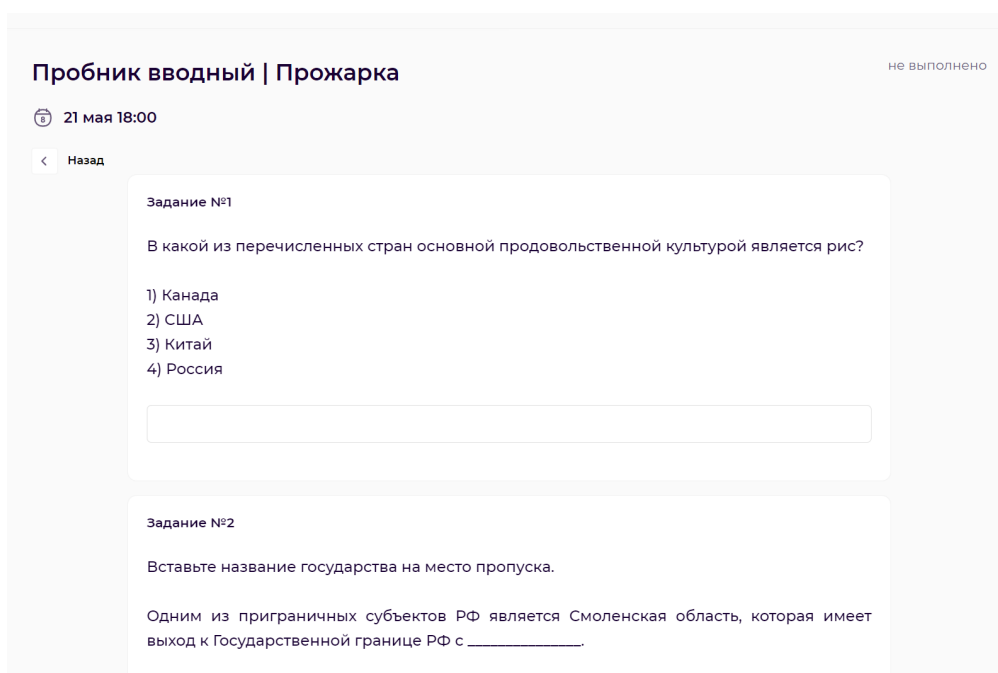 Пробник вводный | Прожарка
не выполнено
8
21 мая 18:00
Назад
Задание №1
В какой из перечисленных стран основной продовольственной культурой является рис?
1) Канада
2) США
3) Китай
4) Россия
Задание №2
Вставьте название государства на место пропуска.
Одним из приграничных субъектов РФ является Смоленская область, которая имеет
выход к Государственной границе РФ с _______________.